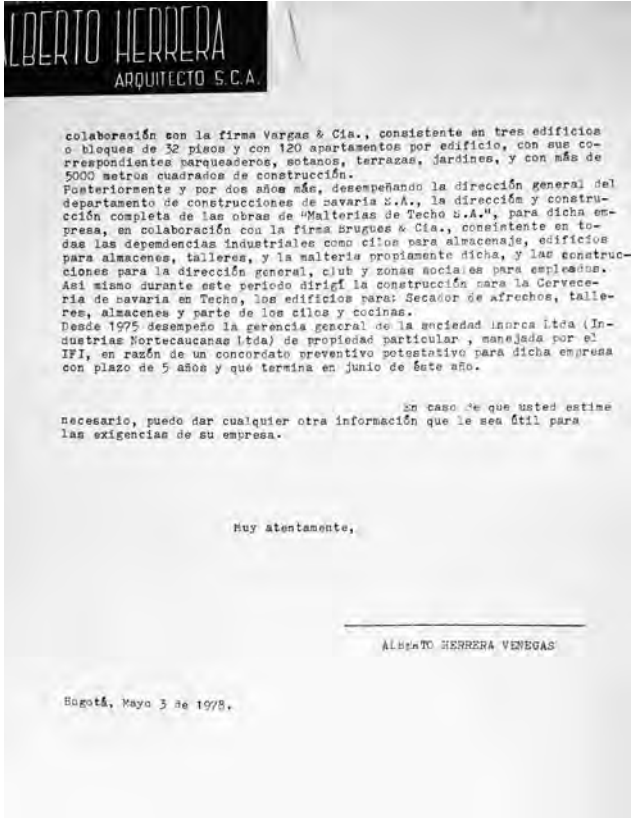 ALBERTO HERRERA
ARQUITECTO S.C.A.
colaboración con la firma Vargas & Cia., consistente en tres edificios
o bloques de 32 pisos y con 120 apartamentos por edificio, con sus co-
rrespondientes parqueaderos, sotanos, terrazas, jardines, y con más de
5000 metros cuadrados de construcción.
Posteriormente y por dos años más, desempeñando la dirección general del
departamento de construcciones de Bavaria S.A., la direccióm y constru-
cción completa de las obras de "Malterias de Techo S.A.", para dicha em-
presa, en colaboración con la firma Brugues & Cia., consistente en to-
das las depemdencias industriales como cilos para almacenaje, edificios
para almacenes, talleres, y la malteria propiamente dicha, y las construc-
ciones para la dirección general, club y zonas sociales para empleados.
Asi mismo durante este periodo dirigí la construcción para la Cervece-
ria de Bavaria en Techo, los edificios para: Secador de afrechos, talle-
res, almacenes y parte de los cilos y cocinas.
Desde 1975 desempeño la gerencia general de la sociedad Inorca Ltda (In-
dustrias Nortecaucanas Ltda) de propiedad particular , manejada por el
IFI, en razón de un concordato preventivo potestativo para dicha empresa
con plazo de 5 años y que termina en junio de éste año.
En caso de que usted estime
necesario, puedo dar cualquier otra información que le sea útil para
las exigencias de su empresa.
Muy atentamente,
ALBERTO HERRERA VENEGAS
Bogotá, Mayo 3 de 1978.